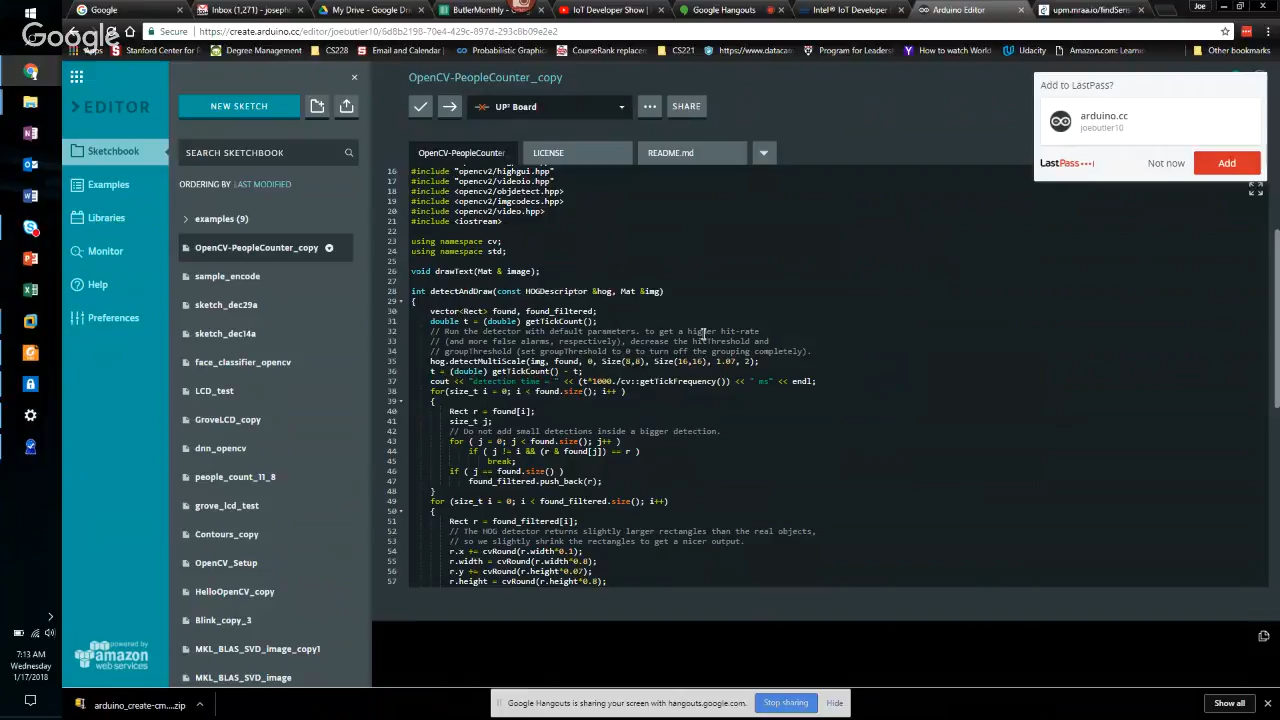 Google
Inbox (1,271) - joseph
My Drive - Google Dr
ButlerMonthly - Goo
IoT Developer Show
Google Hangouts
Intel® IoT Developer
Arduino Editor
upm.mraa.io/findSen
Joe
Secure
https://create.arduino.cc/editor/joebutler10/6d8b2198-70e4-429c-897d-293c8b09e2e2
Google
Apps
Stanford Center for P
Degree Management
CS228
Email and Calendar
Probabilistic Graphic
CourseRank replacer
CS221
https://www.datacam
Program for Leaders
How to watch World
Udacity
Amazon.com: Learning
Other bookmarks
EDITOR
Sketchbook
Examples
Libraries
Monitor
Help
Preferences
powered by
amazon
web services
NEW SKETCH
SEARCH SKETCHBOOK
ORDERING BY LAST MODIFIED
examples (9)
OpenCV-PeopleCounter_copy
sample_encode
sketch_dec29a
sketch_dec14a
face_classifier_opencv
LCD_test
GroveLCD_copy
dnn_opencv
people_count_11_8
grove_lcd_test
Contours_copy
OpenCV_Setup
HelloOpenCV_copy
Blink_copy_3
MKL_BLAS_SVD_image_copy1
MKL_BLAS_SVD_image
OpenCV-PeopleCounter_copy
UP² Board
SHARE
OpenCV-PeopleCounter
LICENSE
README.md
16 #include "opencv2/highgui.hpp"
17 #include "opencv2/videoio.hpp"
18 #include <opencv2/objdetect.hpp>
19 #include <opencv2/imgcodecs.hpp>
20 #include <opencv2/video.hpp>
21 #include <iostream>
22
23 using namespace cv;
24 using namespace std;
25
26 void drawText(Mat & image);
27
28 int detectAndDraw(const HOGDescriptor &hog, Mat &img)
29 {
30 vector<Rect> found, found_filtered;
31 double t = (double) getTickCount();
32 // Run the detector with default parameters. to get a higher hit-rate
33 // (and more false alarms, respectively), decrease the hitThreshold and
34 // groupThreshold (set groupThreshold to 0 to turn off the grouping completely).
35 hog.detectMultiScale(img, found, 0, Size(8,8), Size(16,16), 1.07, 2);
36 t = (double) getTickCount() - t;
37 cout << "detection time = " << (t*1000./cv::getTickFrequency()) << " ms" << endl;
38 for(size_t i = 0; i < found.size(); i++ )
39 {
40 Rect r = found[i];
41 size_t j;
42 // Do not add small detections inside a bigger detection.
43 for ( j = 0; j < found.size(); j++ )
44 if ( j != i && (r & found[j]) == r )
45 break;
46 if ( j == found.size() )
47 found_filtered.push_back(r);
48 }
49 for (size_t i = 0; i < found_filtered.size(); i++)
50 {
51 Rect r = found_filtered[i];
52 // The HOG detector returns slightly larger rectangles than the real objects,
53 // so we slightly shrink the rectangles to get a nicer output.
54 r.x += cvRound(r.width*0.1);
55 r.width = cvRound(r.width*0.8);
56 r.y += cvRound(r.height*0.07);
57 r.height = cvRound(r.height*0.8);
Add to LastPass?
arduino.cc
joebutler10
LastPass
Not now
Add
7:13 AM
Wednesday
1/17/2018
arduino_create-cm....zip
Google Hangouts is sharing your screen with hangouts.google.com.
Stop sharing
Hide
Show all